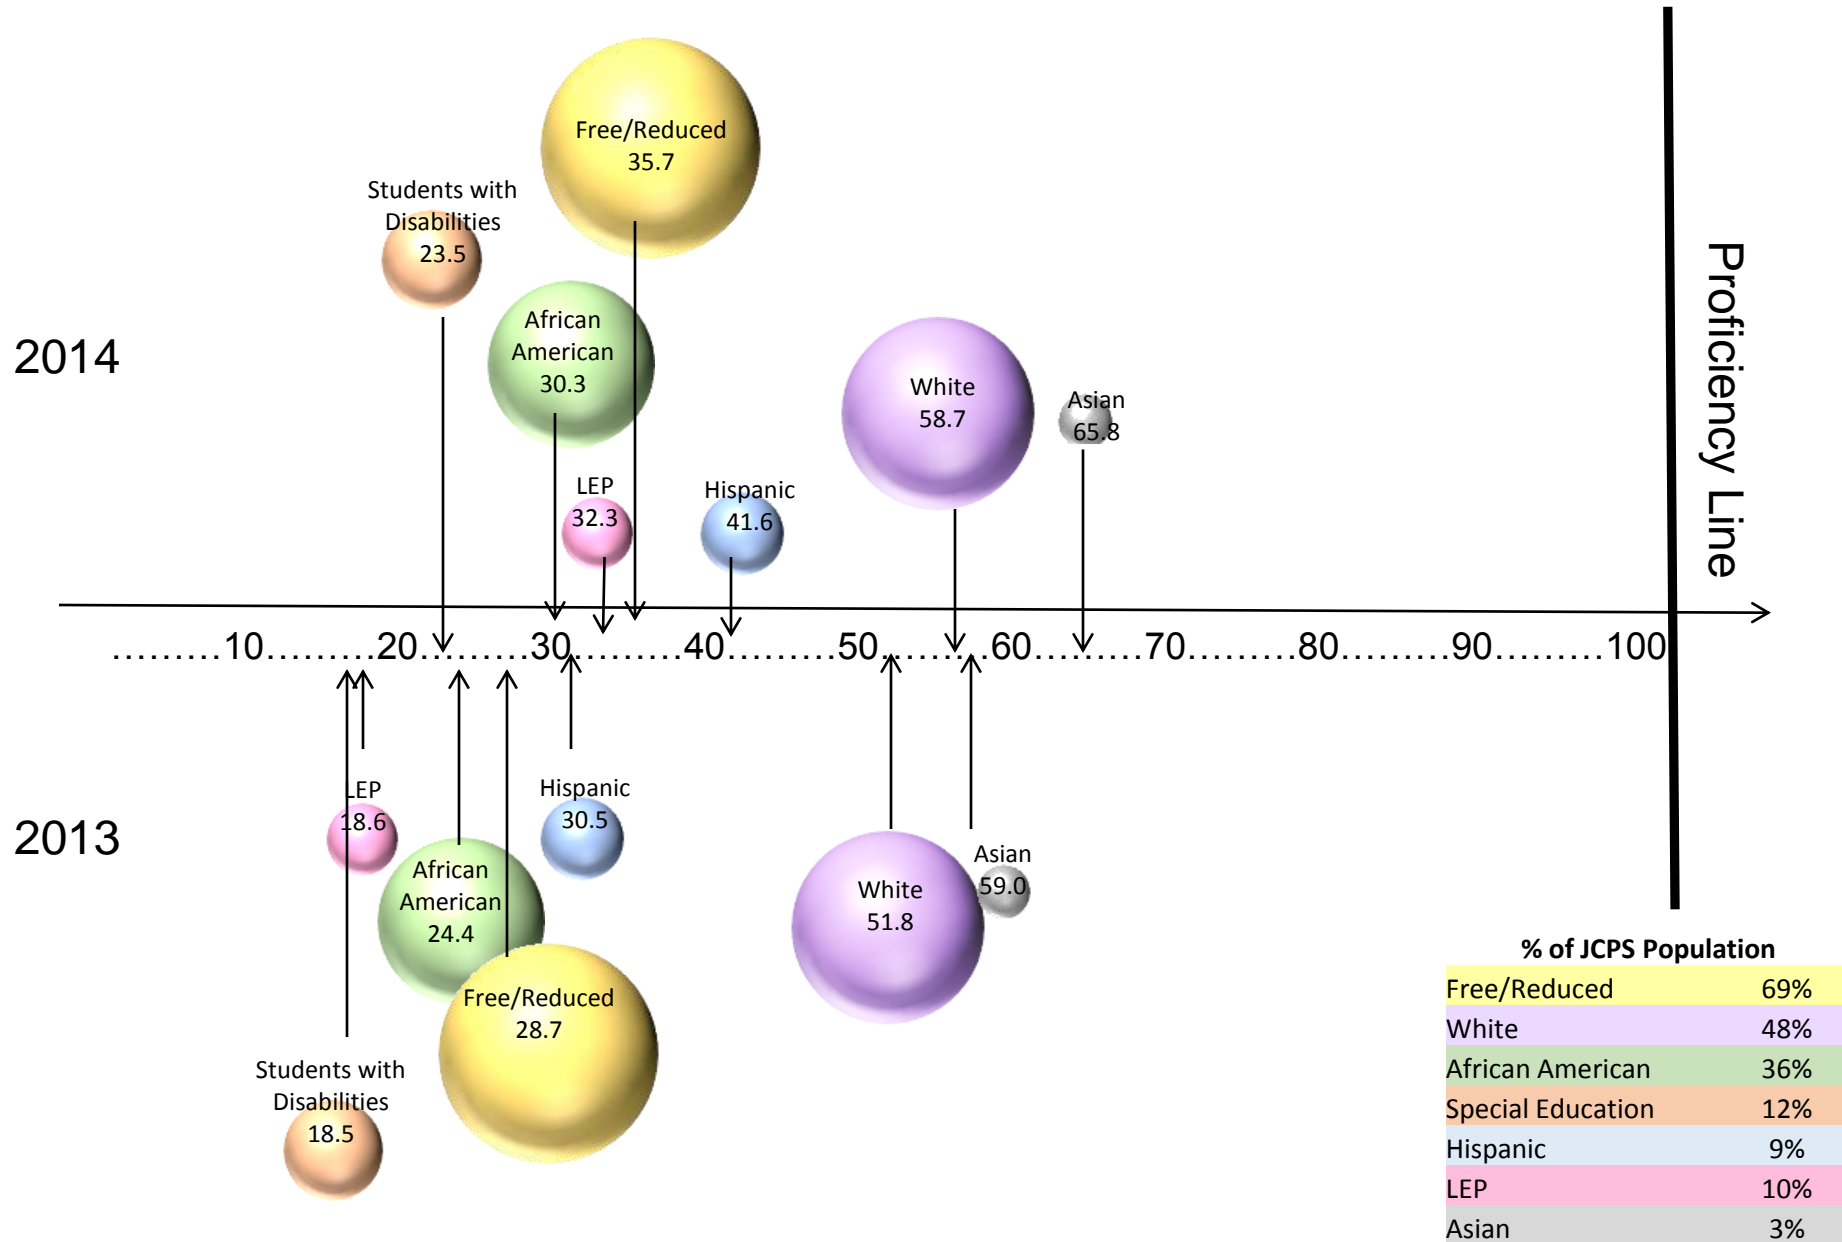 Free/Reduced
35.7
Students with
Disabilities
23.5
African
American
30.3
2014
White
58.7
Asian
65.8
LEP
32.3
Hispanic
41.6
Proficiency Line
.........10.........20.........30.........40.........50.........60.........70.........80.........90.........100
2013
LEP
18.6
Hispanic
30.5
African
American
24.4
White
51.8
Asian
59.0
Free/Reduced
28.7
Students with
Disabilities
18.5
% of JCPS Population
Free/Reduced 69%
White 48%
African American 36%
Special Education 12%
Hispanic 9%
LEP 10%
Asian 3%